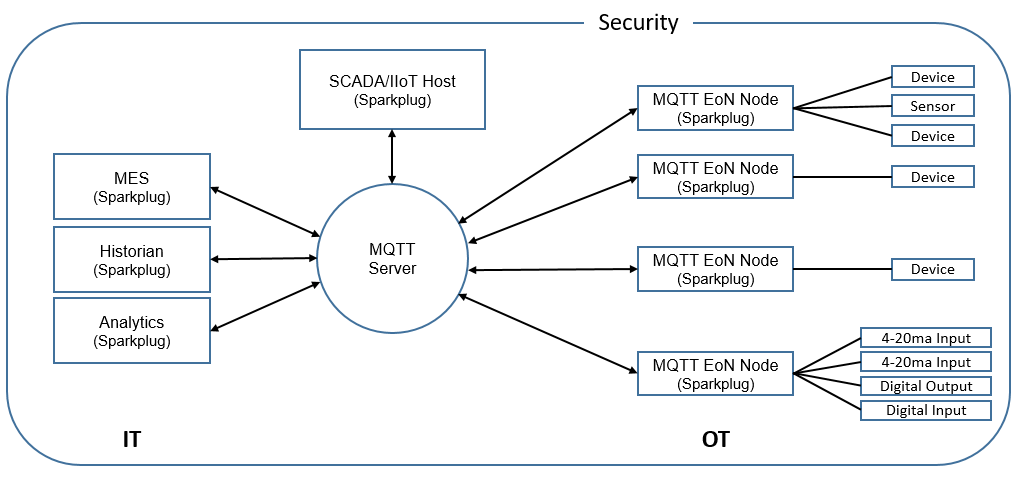 Security
SCADA/IIoT Host
(Sparkplug)
MES
(Sparkplug)
Historian
(Sparkplug)
Analytics
(Sparkplug)
MQTT
Server
MQTT EoN Node
(Sparkplug)
Device
Sensor
Device
MQTT EoN Node
(Sparkplug)
Device
MQTT EoN Node
(Sparkplug)
Device
MQTT EoN Node
(Sparkplug)
4-20ma Input
4-20ma Input
Digital Output
Digital Input
IT
OT